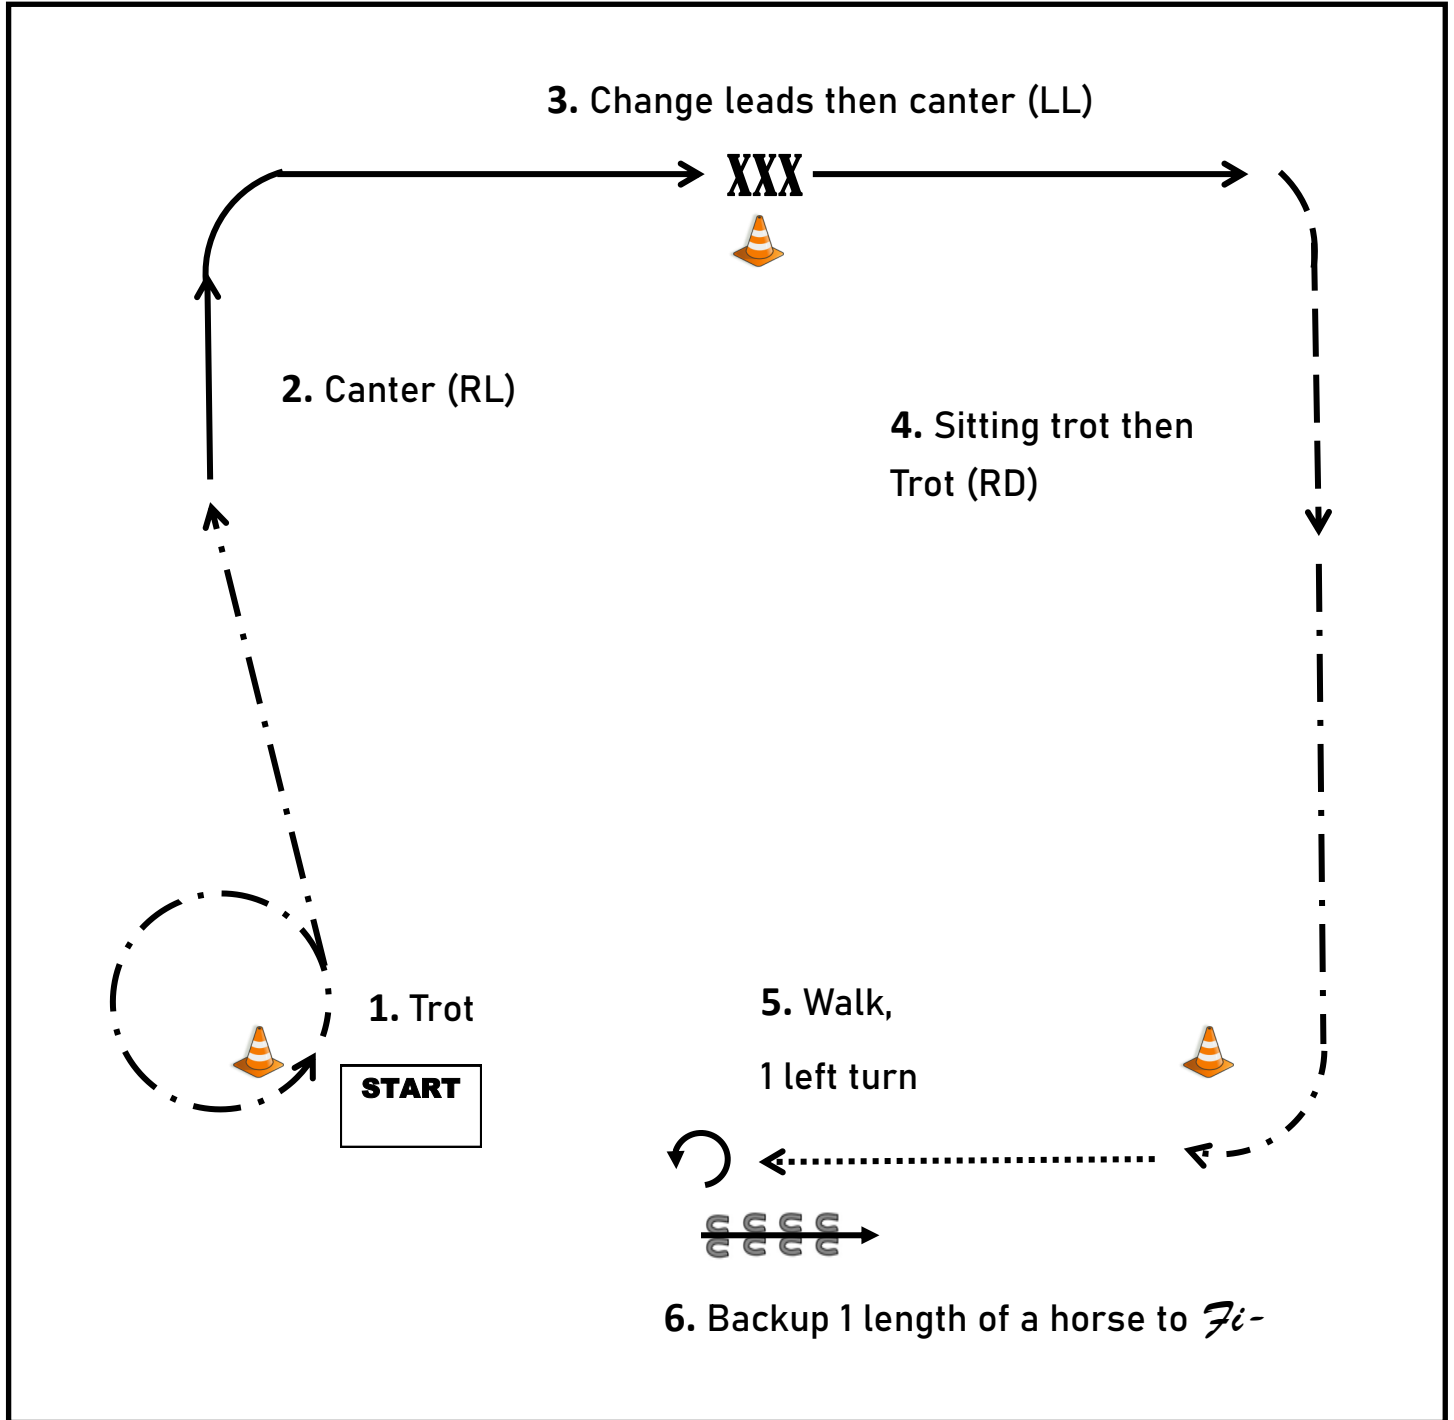 3. Change leads then canter (LL)
XXX
2. Canter (RL)
4. Sitting trot then
Trot (RD)
1. Trot
START
5. Walk,
1 left turn
6. Backup 1 length of a horse to Fi-